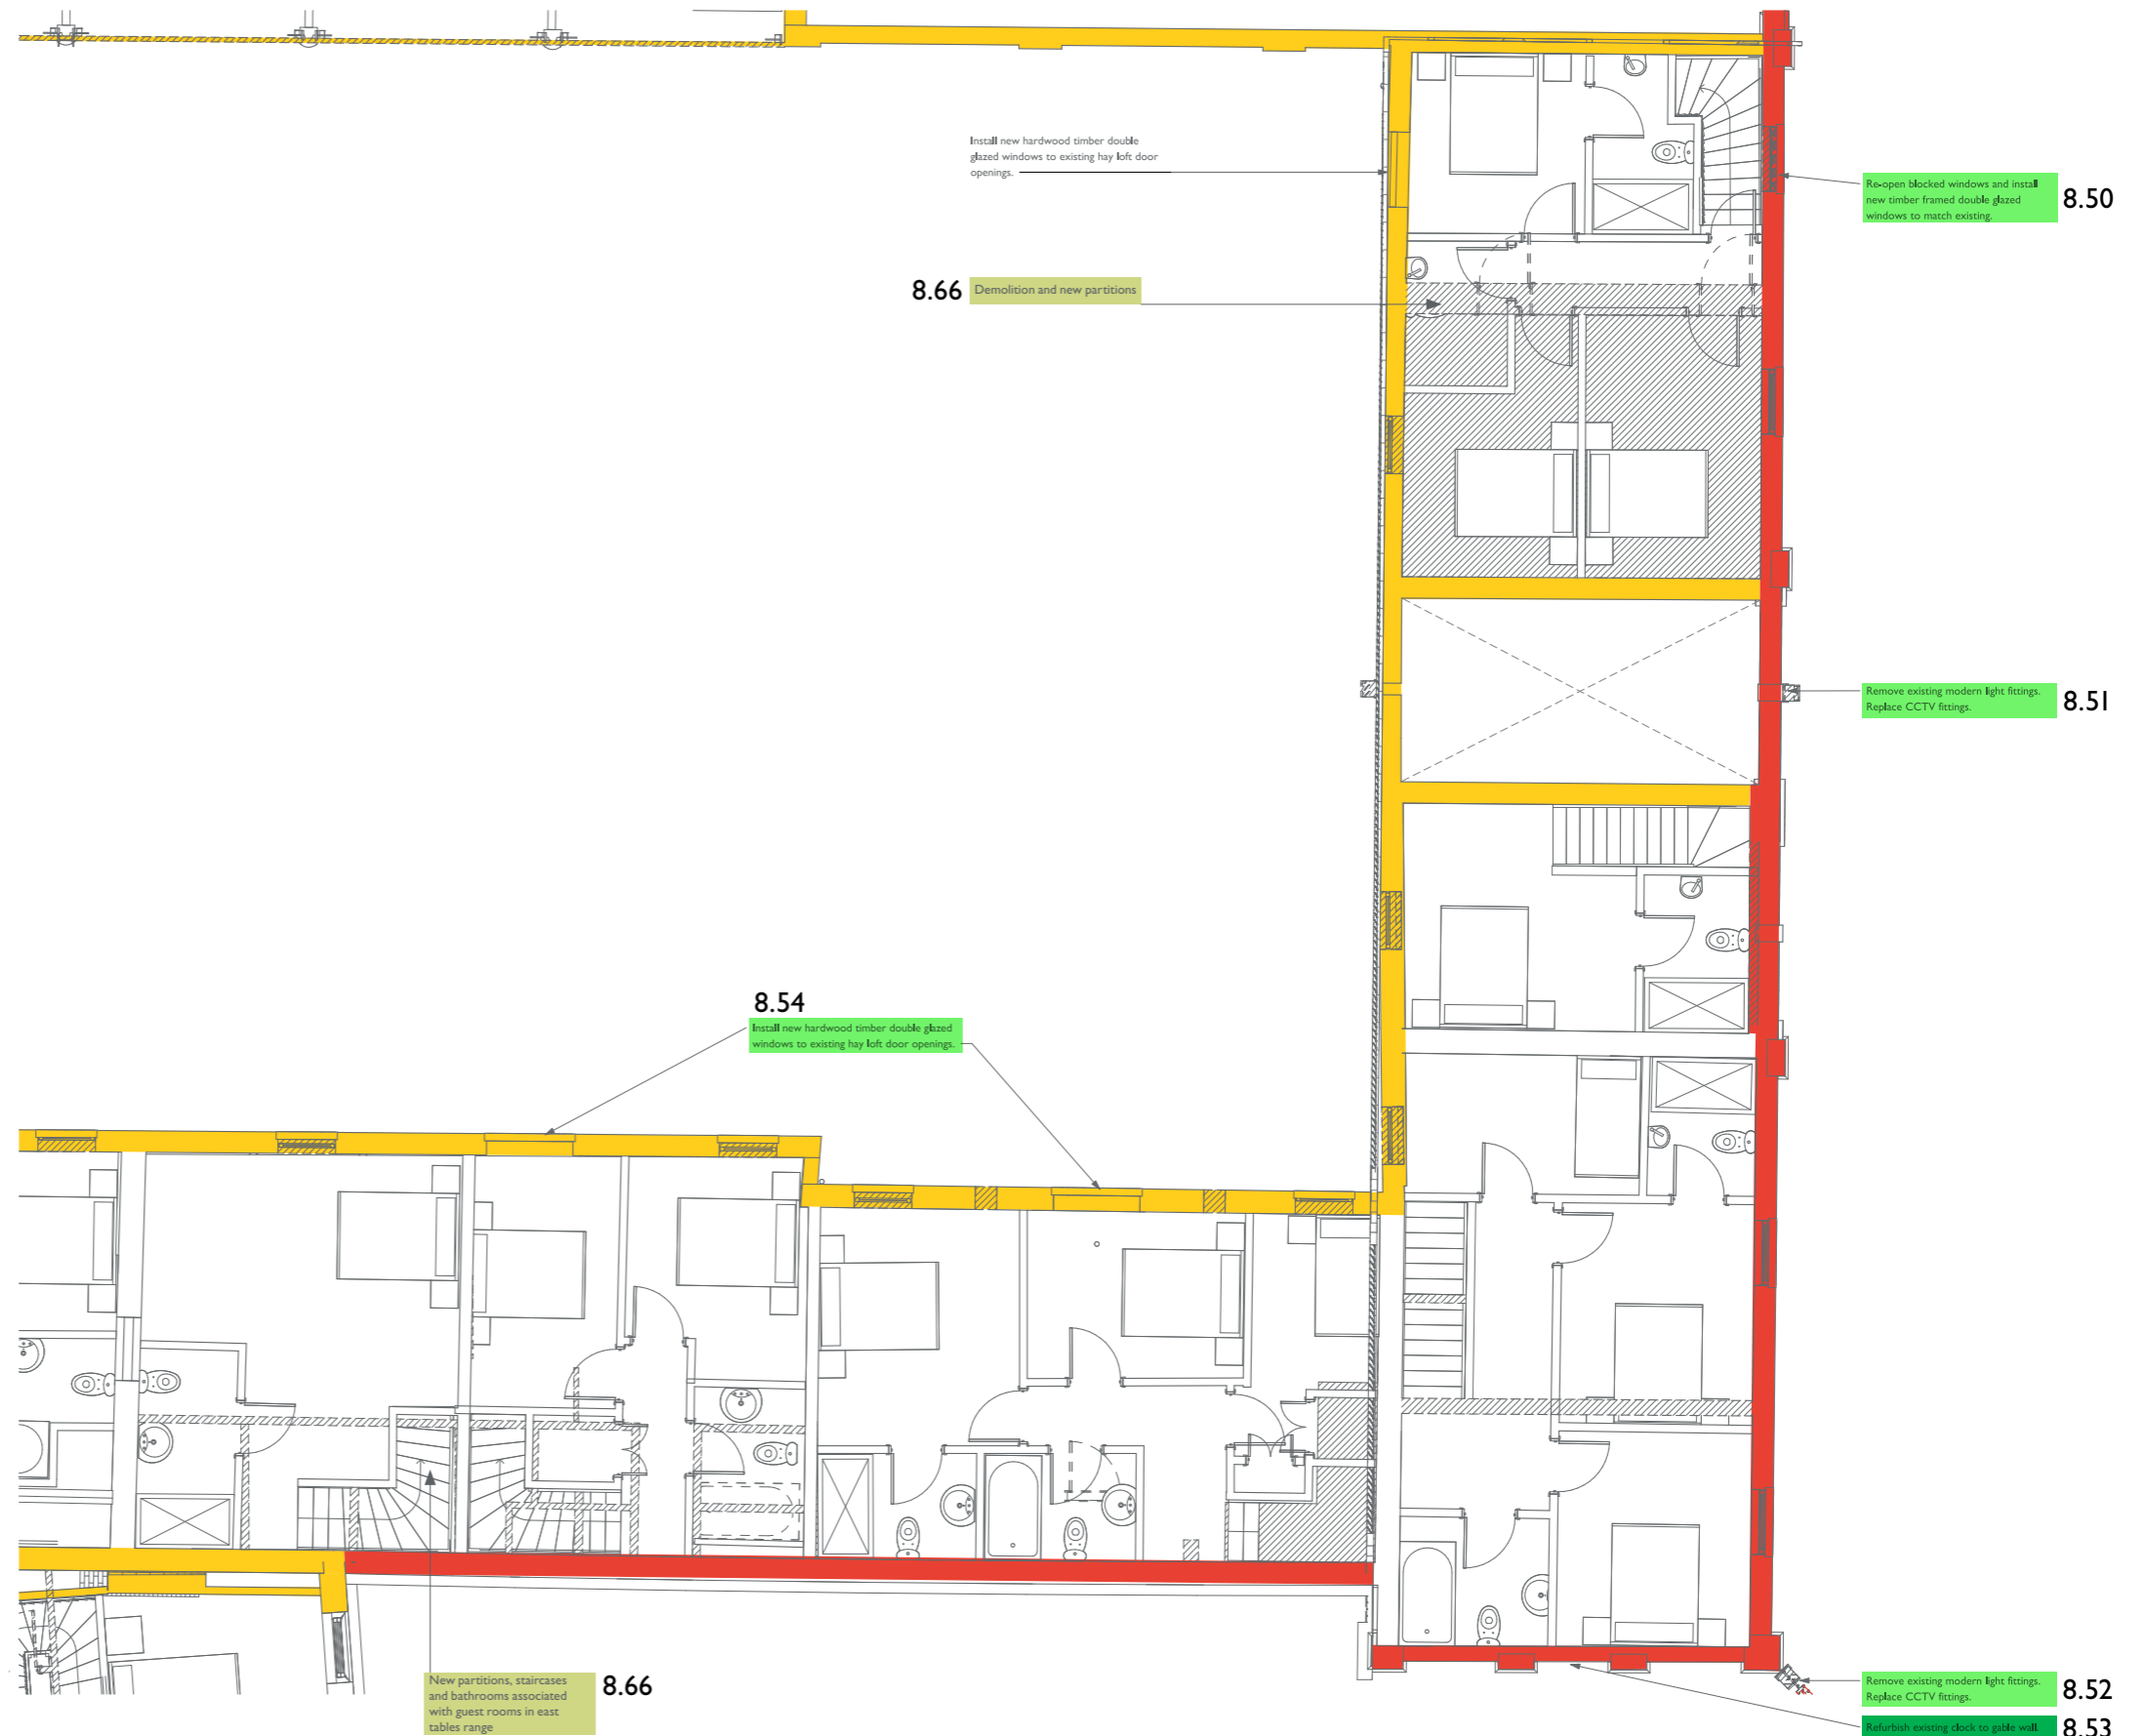 Install new hardwood timber double
glazed windows to existing hay loft door
openings.
Re-open blocked windows and install
new timber framed double glazed
windows to match existing.
8.50
8.66
Demolition and new partitions
Remove existing modern light fittings.
Replace CCTV fittings.
8.51
8.54
Install new hardwood timber double glazed
windows to existing hay loft door openings.
New partitions, staircases
and bathrooms associated
with guest rooms in east
tables range
8.66
Remove existing modern light fittings.
Replace CCTV fittings.
8.52
Refurbish existing clock to gable wall.
8.53